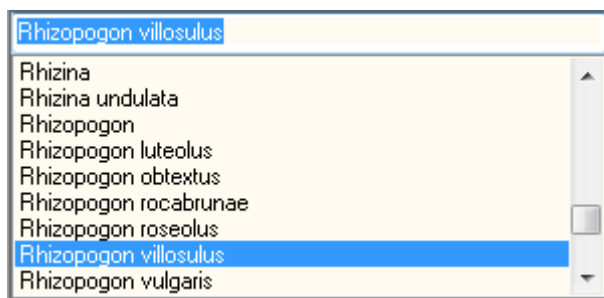 Rhizopogon villosulus
Rhizina
Rhizina undulata
Rhizopogon
Rhizopogon luteolus
Rhizopogon obtextus
Rhizopogon rocabrunae
Rhizopogon roseolus
Rhizopogon villosulus
Rhizopogon vulgaris